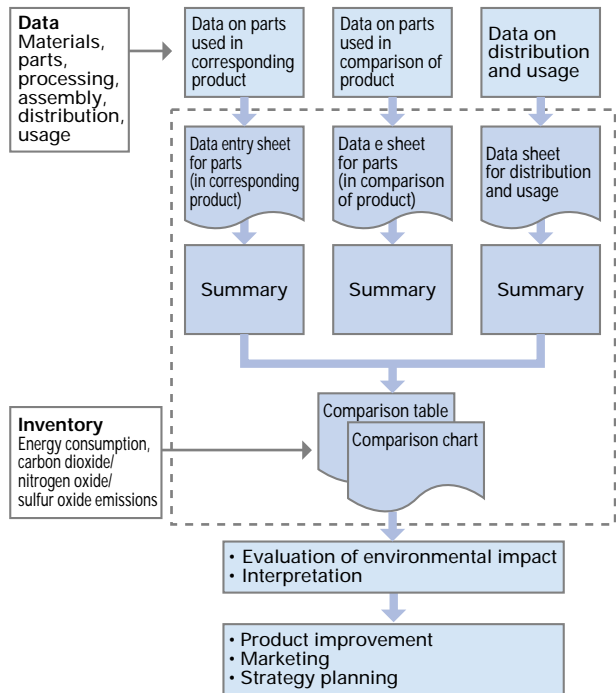 Data
Materials,
parts,
processing,
assembly,
distribution,
usage
Data on parts
used in
corresponding
product
Data on parts
used in
comparison of
product
Data on
distribution
and usage
Data entry sheet
for parts
(in corresponding
product)
Data e sheet
for parts
(in comparison
of product)
Data sheet
for distribution
and usage
Summary
Summary
Summary
Inventory
Energy consumption,
carbon dioxide/
nitrogen oxide/
sulfur oxide emissions
Comparison table
Comparison chart
• Evaluation of environmental impact
• Interpretation
• Product improvement
• Marketing
• Strategy planning